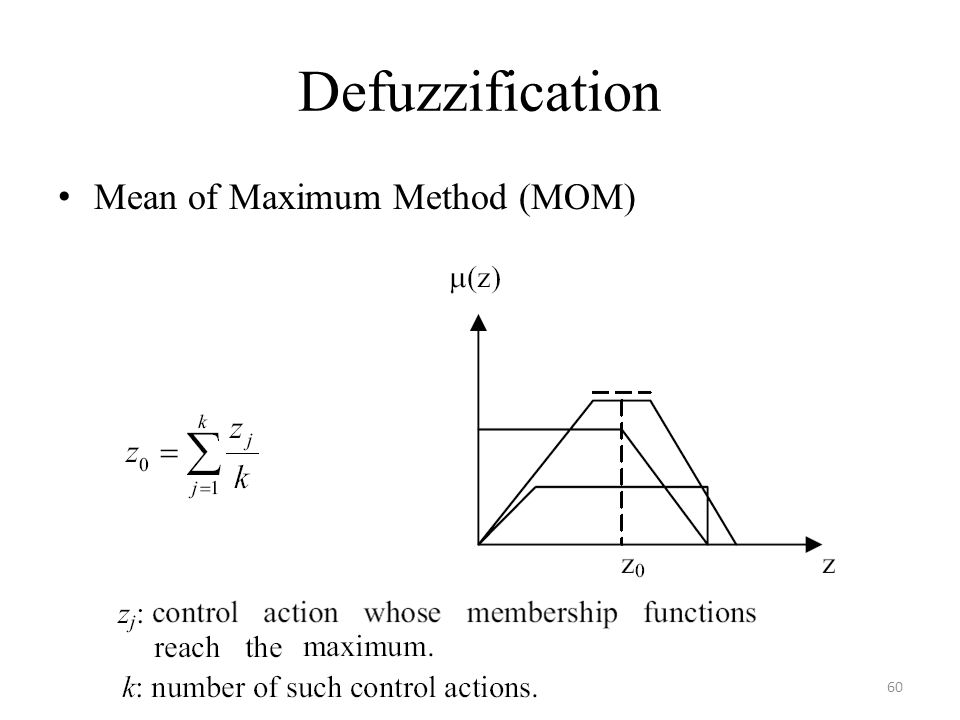 Defuzzification
• Mean of Maximum Method (MOM)
μ(z)
z₀ = ∑_{j=1}^{k} z_j / k
z₀ z
z_j: control action whose membership functions
reach the maximum.
k: number of such control actions.
60